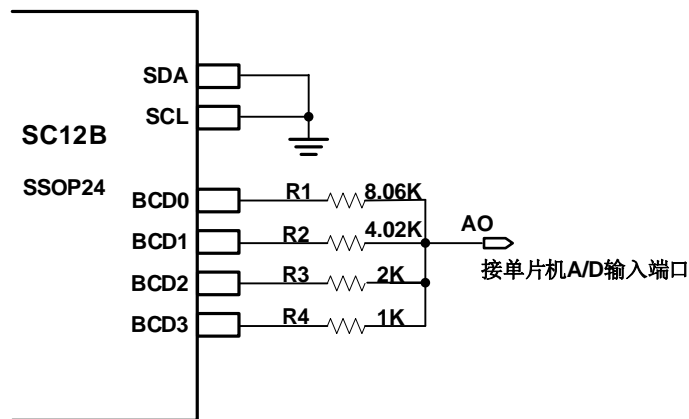 SDA
SCL
SC12B
SSOP24
BCD0 R1 8.06K
BCD1 R2 4.02K
AO
BCD2 R3 2K
接单片机A/D输入端口
BCD3 R4 1K